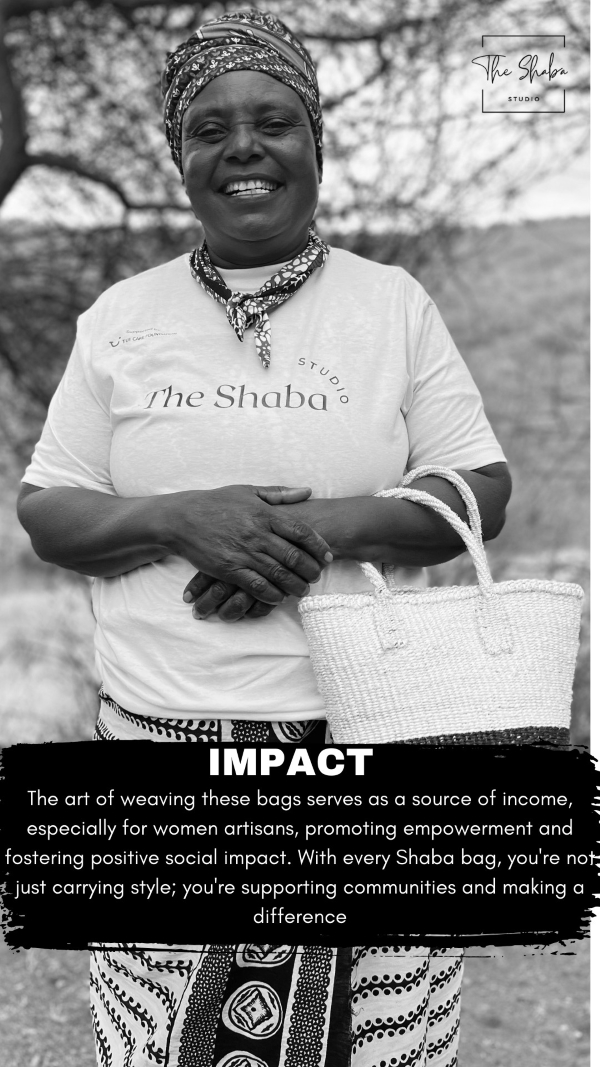 The Shaba
STUDIO
STUDIO
The Shaba
IMPACT
The art of weaving these bags serves as a source of income,
especially for women artisans, promoting empowerment and
fostering positive social impact. With every Shaba bag, you're not
just carrying style; you're supporting communities and making a
difference